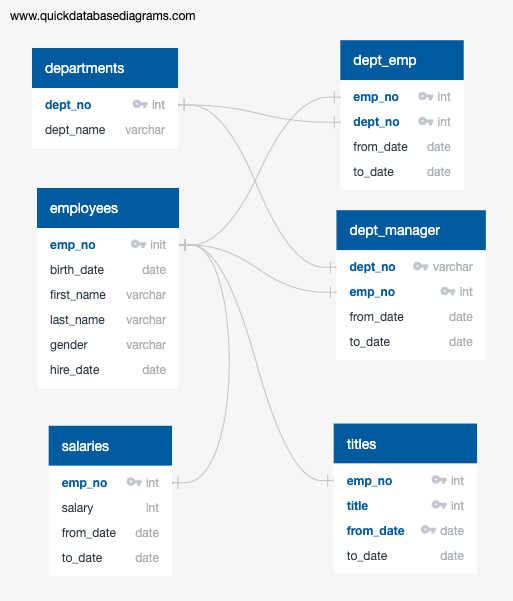 www.quickdatabasediagrams.com
departments
dept_no int
dept_name varchar
employees
emp_no init
birth_date date
first_name varchar
last_name varchar
gender varchar
hire_date date
salaries
emp_no int
salary int
from_date date
to_date date
dept_emp
emp_no int
dept_no int
from_date date
to_date date
dept_manager
dept_no varchar
emp_no int
from_date date
to_date date
titles
emp_no int
title int
from_date date
to_date date